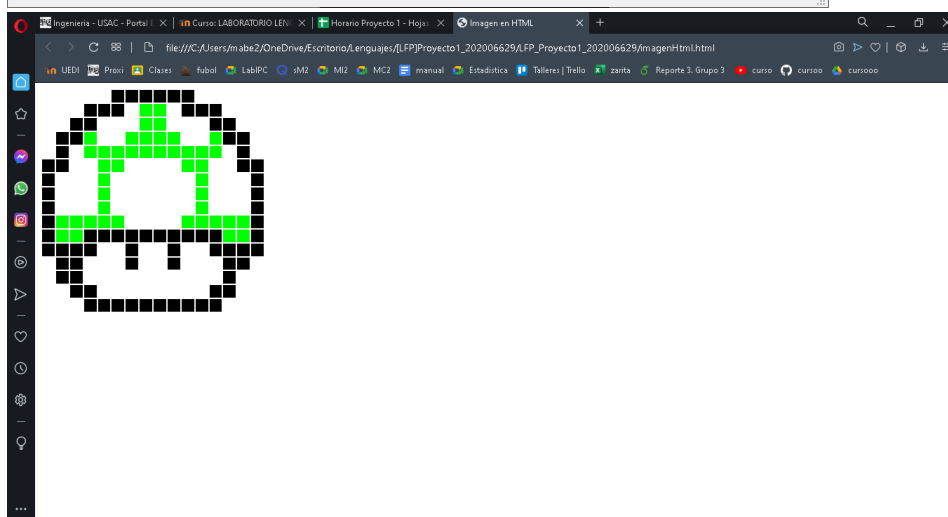 Ingenieria - USAC - Portal
Curso: LABORATORIO LEN
Horario Proyecto 1 - Hojas
Imagen en HTML
file:///C:/Users/mabe2/OneDrive/Escritorio/Lenguajes/[LFP]Proyecto1_202006629/LFP_Proyecto1_202006629/imagenHtml.html
UEDI Proxi Clases fubol LabIPC sM2 MI2 MC2 manual Estadistica Talleres | Trello zarita Reporte 3. Grupo 3 curso cursoo cursooo